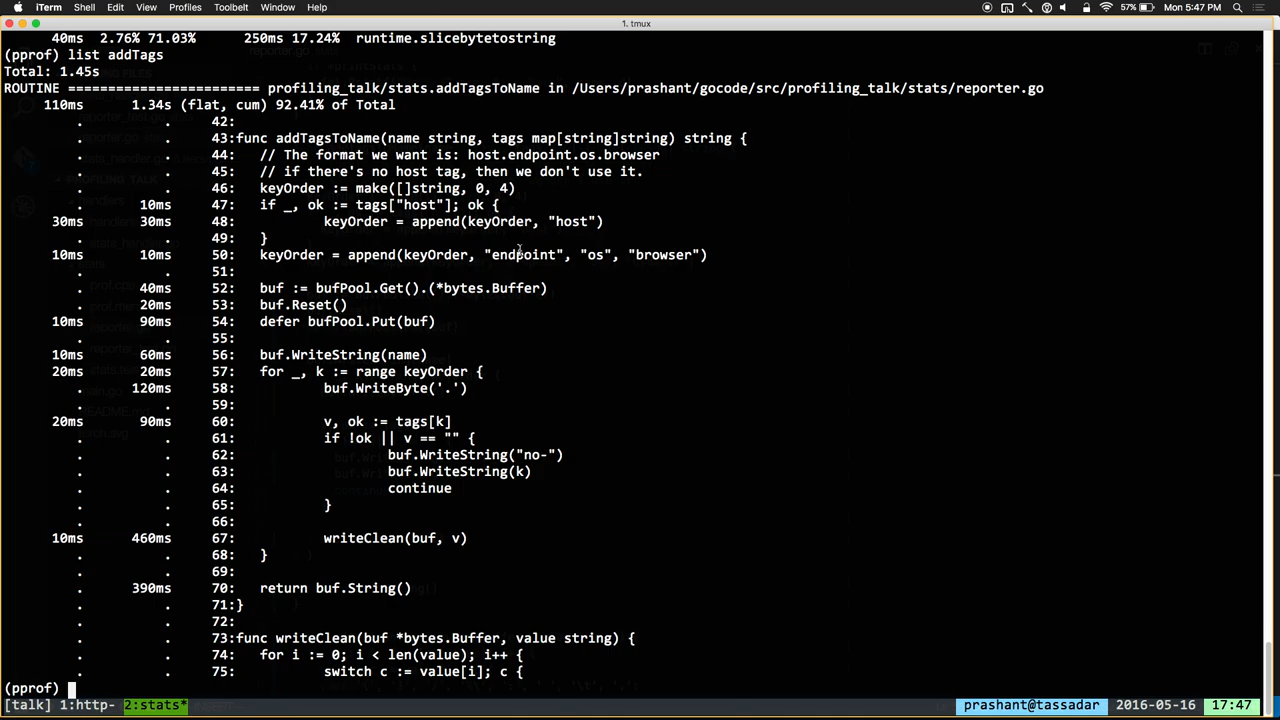 iTerm Shell Edit View Profiles Toolbelt Window Help 57% Mon 5:47 PM
1. tmux
40ms 2.76% 71.03% 250ms 17.24% runtime.slicebytetostring
(pprof) list addTags
Total: 1.45s
ROUTINE ======================== profiling_talk/stats.addTagsToName in /Users/prashant/gocode/src/profiling_talk/stats/reporter.go
110ms 1.34s (flat, cum) 92.41% of Total
. . 42:
. . 43:func addTagsToName(name string, tags map[string]string) string {
. . 44: // The format we want is: host.endpoint.os.browser
. . 45: // if there's no host tag, then we don't use it.
. . 46: keyOrder := make([]string, 0, 4)
. 10ms 47: if _, ok := tags["host"]; ok {
30ms 30ms 48: keyOrder = append(keyOrder, "host")
. . 49: }
10ms 10ms 50: keyOrder = append(keyOrder, "endpoint", "os", "browser")
. . 51:
. 40ms 52: buf := bufPool.Get().(*bytes.Buffer)
. 20ms 53: buf.Reset()
10ms 90ms 54: defer bufPool.Put(buf)
. . 55:
10ms 60ms 56: buf.WriteString(name)
20ms 20ms 57: for _, k := range keyOrder {
. 120ms 58: buf.WriteByte('.')
. . 59:
20ms 90ms 60: v, ok := tags[k]
. . 61: if !ok || v == "" {
. . 62: buf.WriteString("no-")
. . 63: buf.WriteString(k)
. . 64: continue
. . 65: }
. . 66:
10ms 460ms 67: writeClean(buf, v)
. . 68: }
. . 69:
. 390ms 70: return buf.String()
. . 71:}
. . 72:
. . 73:func writeClean(buf *bytes.Buffer, value string) {
. . 74: for i := 0; i < len(value); i++ {
. . 75: switch c := value[i]; c {
(pprof)
[talk] 1:http- 2:stats* prashant@tassadar 2016-05-16 17:47